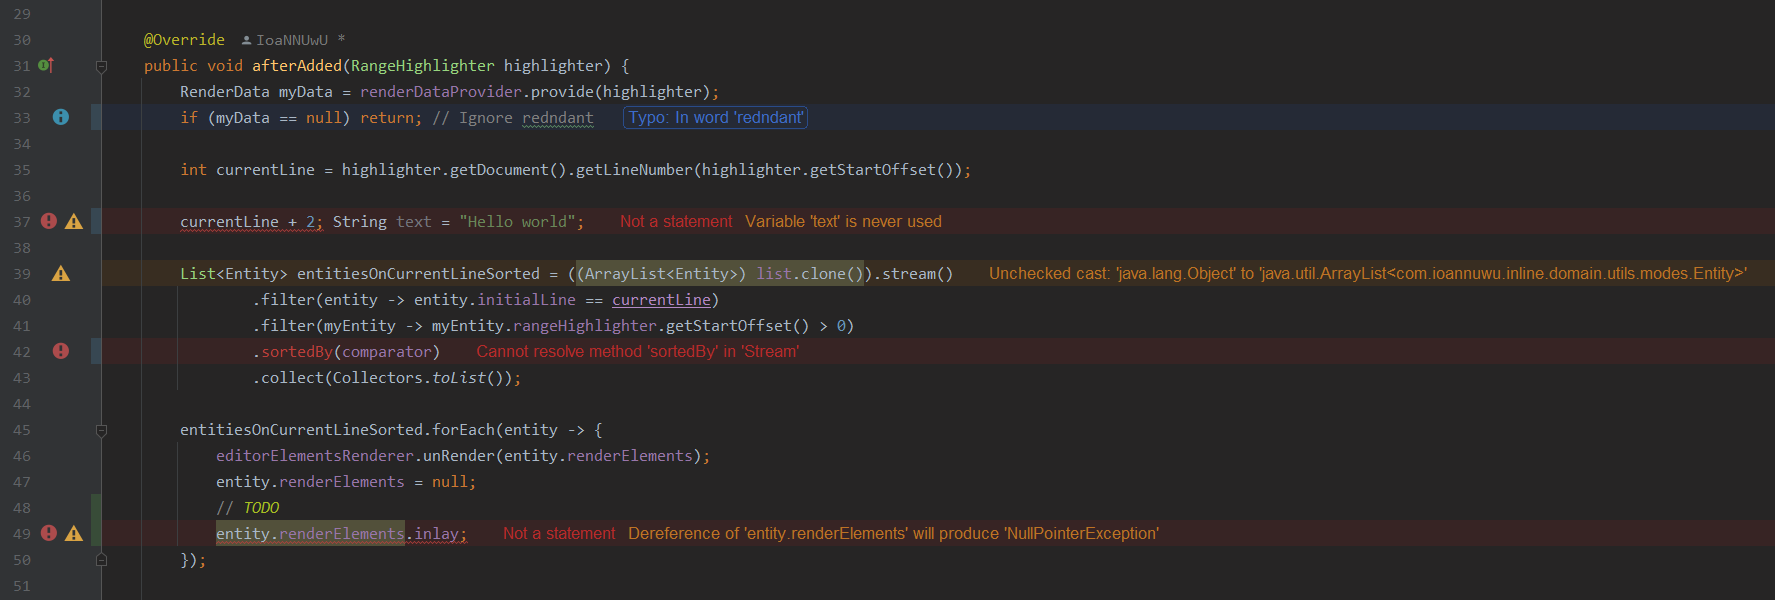 29
30 @Override IoaNNUwU *
31 public void afterAdded(RangeHighlighter highlighter) {
32 RenderData myData = renderDataProvider.provide(highlighter);
33 if (myData == null) return; // Ignore redndant Typo: In word 'redndant'
34
35 int currentLine = highlighter.getDocument().getLineNumber(highlighter.getStartOffset());
36
37 currentLine + 2; String text = "Hello world"; Not a statement Variable 'text' is never used
38
39 List<Entity> entitiesOnCurrentLineSorted = ((ArrayList<Entity>) list.clone()).stream() Unchecked cast: 'java.lang.Object' to 'java.util.ArrayList<com.ioannuwu.inline.domain.utils.modes.Entity>'
40 .filter(entity -> entity.initialLine == currentLine)
41 .filter(myEntity -> myEntity.rangeHighlighter.getStartOffset() > 0)
42 .sortedBy(comparator) Cannot resolve method 'sortedBy' in 'Stream'
43 .collect(Collectors.toList());
44
45 entitiesOnCurrentLineSorted.forEach(entity -> {
46 editorElementsRenderer.unRender(entity.renderElements);
47 entity.renderElements = null;
48 // TODO
49 entity.renderElements.inlay; Not a statement Dereference of 'entity.renderElements' will produce 'NullPointerException'
50 });
51